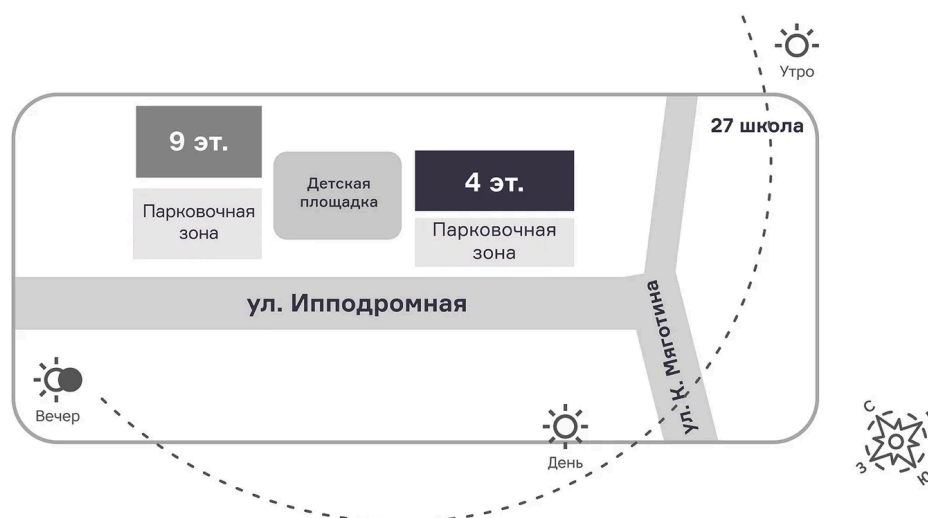 Утро
27 школа
9 эт.
Детская
площадка
4 эт.
Парковочная
зона
Парковочная
зона
ул. Ипподромная
ул. К. Мяготина
Вечер
День
С
З
Ю